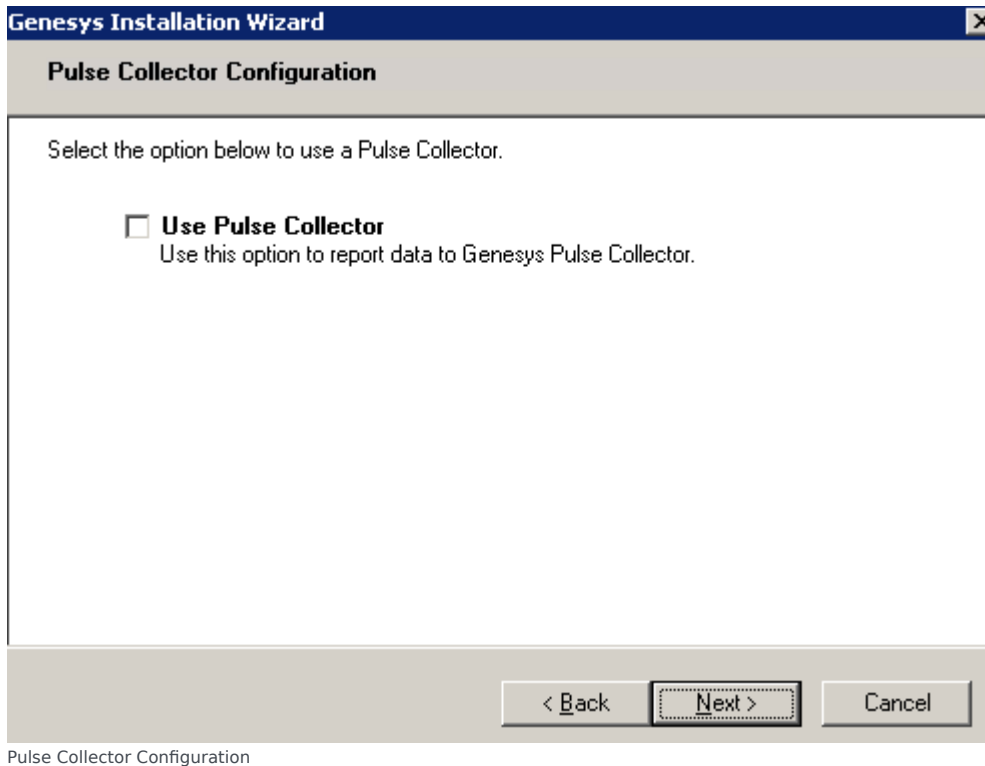 Genesys Installation Wizard
Pulse Collector Configuration
Select the option below to use a Pulse Collector.
Use Pulse Collector
Use this option to report data to Genesys Pulse Collector.
< Back Next > Cancel
Pulse Collector Configuration